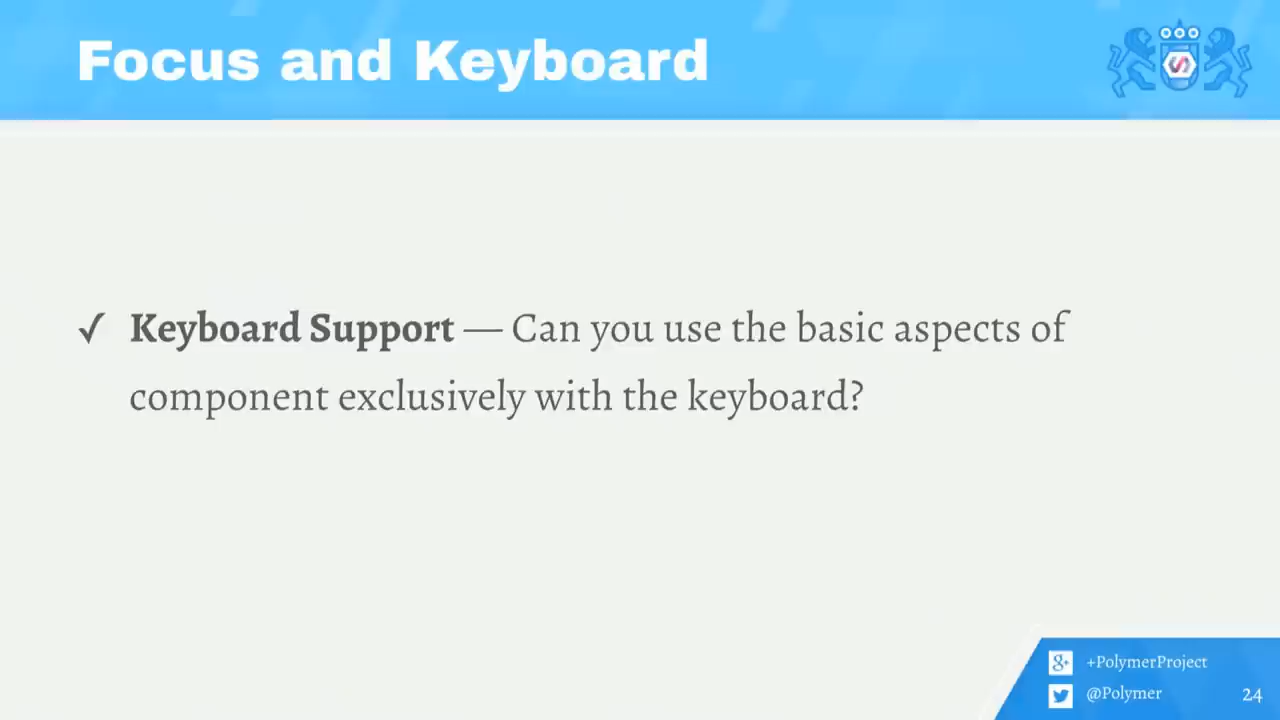 Focus and Keyboard
✓ Keyboard Support — Can you use the basic aspects of
component exclusively with the keyboard?
+PolymerProject
@Polymer
24